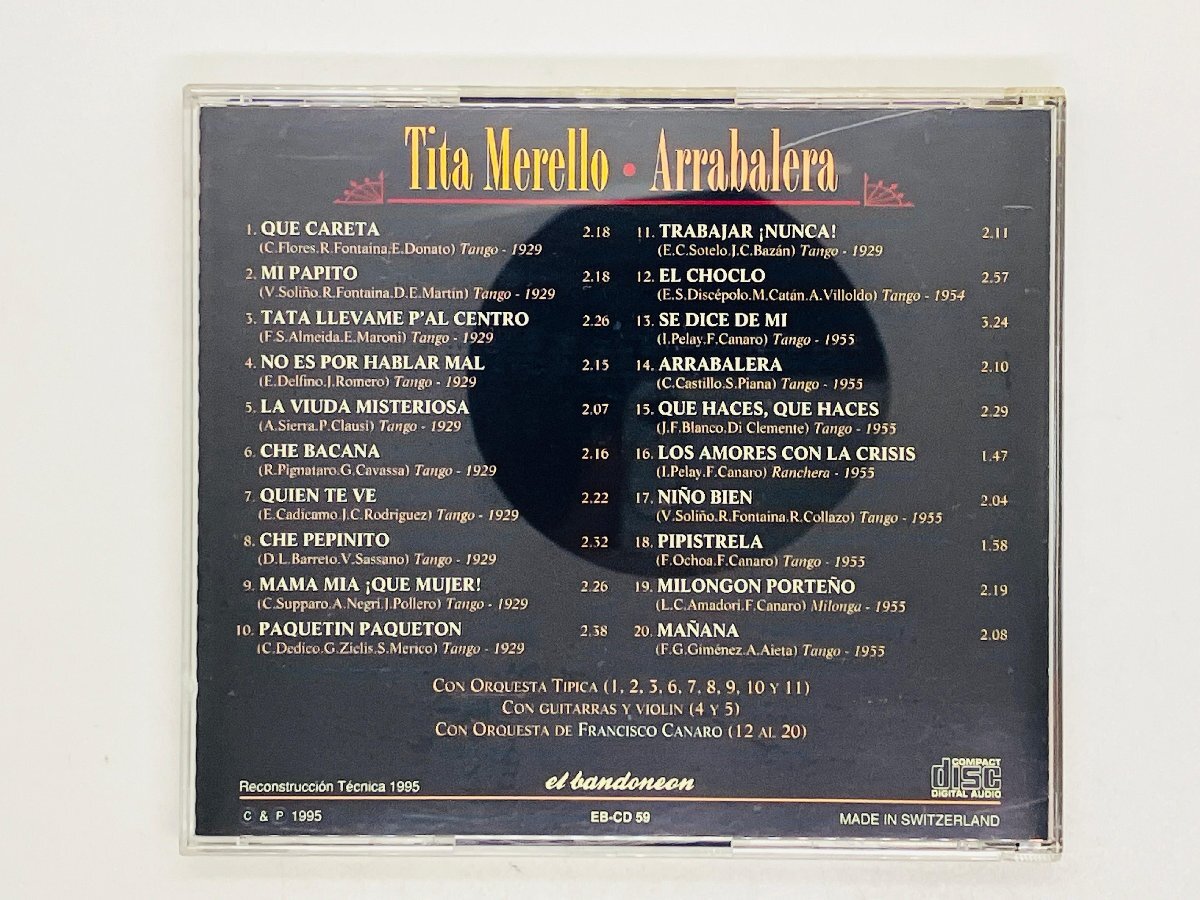 Tita Merello • Arrabalera
1. QUE CARETA 2.18
(C.Flores.R.Fontaina.E.Donato) Tango - 1929
2. MI PAPITO 2.18
(V.Soliño.R.Fontaina.D.E.Martín) Tango - 1929
3. TATA LLEVAME P'AL CENTRO 2.26
(F.S.Almeida.E.Maroni) Tango - 1929
4. NO ES POR HABLAR MAL 2.15
(E.Delfino.J.Romero) Tango - 1929
5. LA VIUDA MISTERIOSA 2.07
(A.Sierra.P.Clausi) Tango - 1929
6. CHE BACANA 2.16
(R.Pignataro.G.Cavassa) Tango - 1929
7. QUIEN TE VE 2.22
(E.Cadicamo.J.C.Rodriguez) Tango - 1929
8. CHE PEPINITO 2.32
(D.L.Barreto.V.Sassano) Tango - 1929
9. MAMA MIA ¡QUE MUJER! 2.26
(C.Supparo.A.Negri.J.Pollero) Tango - 1929
10. PAQUETIN PAQUETON 2.38
(C.Dedico.G.Zielis.S.Merico) Tango - 1929
11. TRABAJAR ¡NUNCA! 2.11
(E.C.Sotelo.J.C.Bazán) Tango - 1929
12. EL CHOCLO 2.57
(E.S.Discépolo.M.Catán.A.Villoldo) Tango - 1954
13. SE DICE DE MI 3.24
(I.Pelay.F.Canaro) Tango - 1955
14. ARRABALERA 2.10
(C.Castillo.S.Piana) Tango - 1955
15. QUE HACES, QUE HACES 2.29
(J.F.Blanco.Di Clemente) Tango - 1955
16. LOS AMORES CON LA CRISIS 1.47
(I.Pelay.F.Canaro) Ranchera - 1955
17. NIÑO BIEN 2.04
(V.Soliño.R.Fontaina.R.Collazo) Tango - 1955
18. PIPISTRELA 1.58
(F.Ochoa.F.Canaro) Tango - 1955
19. MILONGON PORTEÑO 2.19
(L.C.Amadori.F.Canaro) Milonga - 1955
20. MAÑANA 2.08
(F.G.Giménez.A.Aieta) Tango - 1955
CON ORQUESTA TIPICA (1, 2, 3, 6, 7, 8, 9, 10 Y 11)
CON GUITARRAS Y VIOLIN (4 Y 5)
CON ORQUESTA DE FRANCISCO CANARO (12 AL 20)
Reconstrucción Técnica 1995
el bandoneon
COMPACT
disc
DIGITAL AUDIO
C & P 1995
EB-CD 59
MADE IN SWITZERLAND